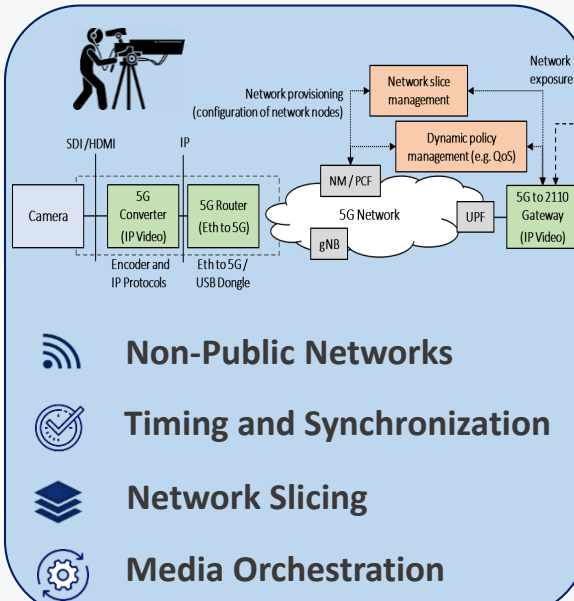 Network
exposure
Network slice
management
Network provisioning
(configuration of network nodes)
Dynamic policy
management (e.g. QoS)
SDI /HDMI
IP
NM / PCF
Camera
5G
Converter
(IP Video)
5G Router
(Eth to 5G)
5G Network
gNB
UPF
5G to 2110
Gateway
(IP Video)
Encoder and
IP Protocols
Eth to 5G /
USB Dongle
Non-Public Networks
Timing and Synchronization
Network Slicing
Media Orchestration